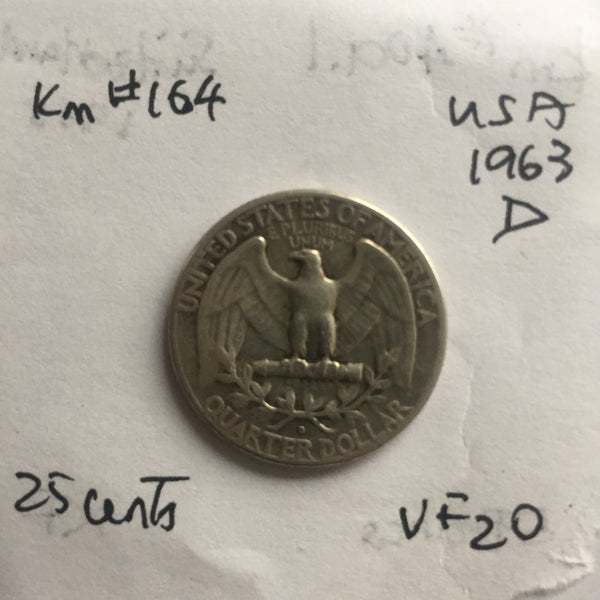 Km #164
USA
1963
D
UNITED STATES OF AMERICA
E·PLURIBUS
UNUM
QUARTER DOLLAR
D
25 cents
VF20